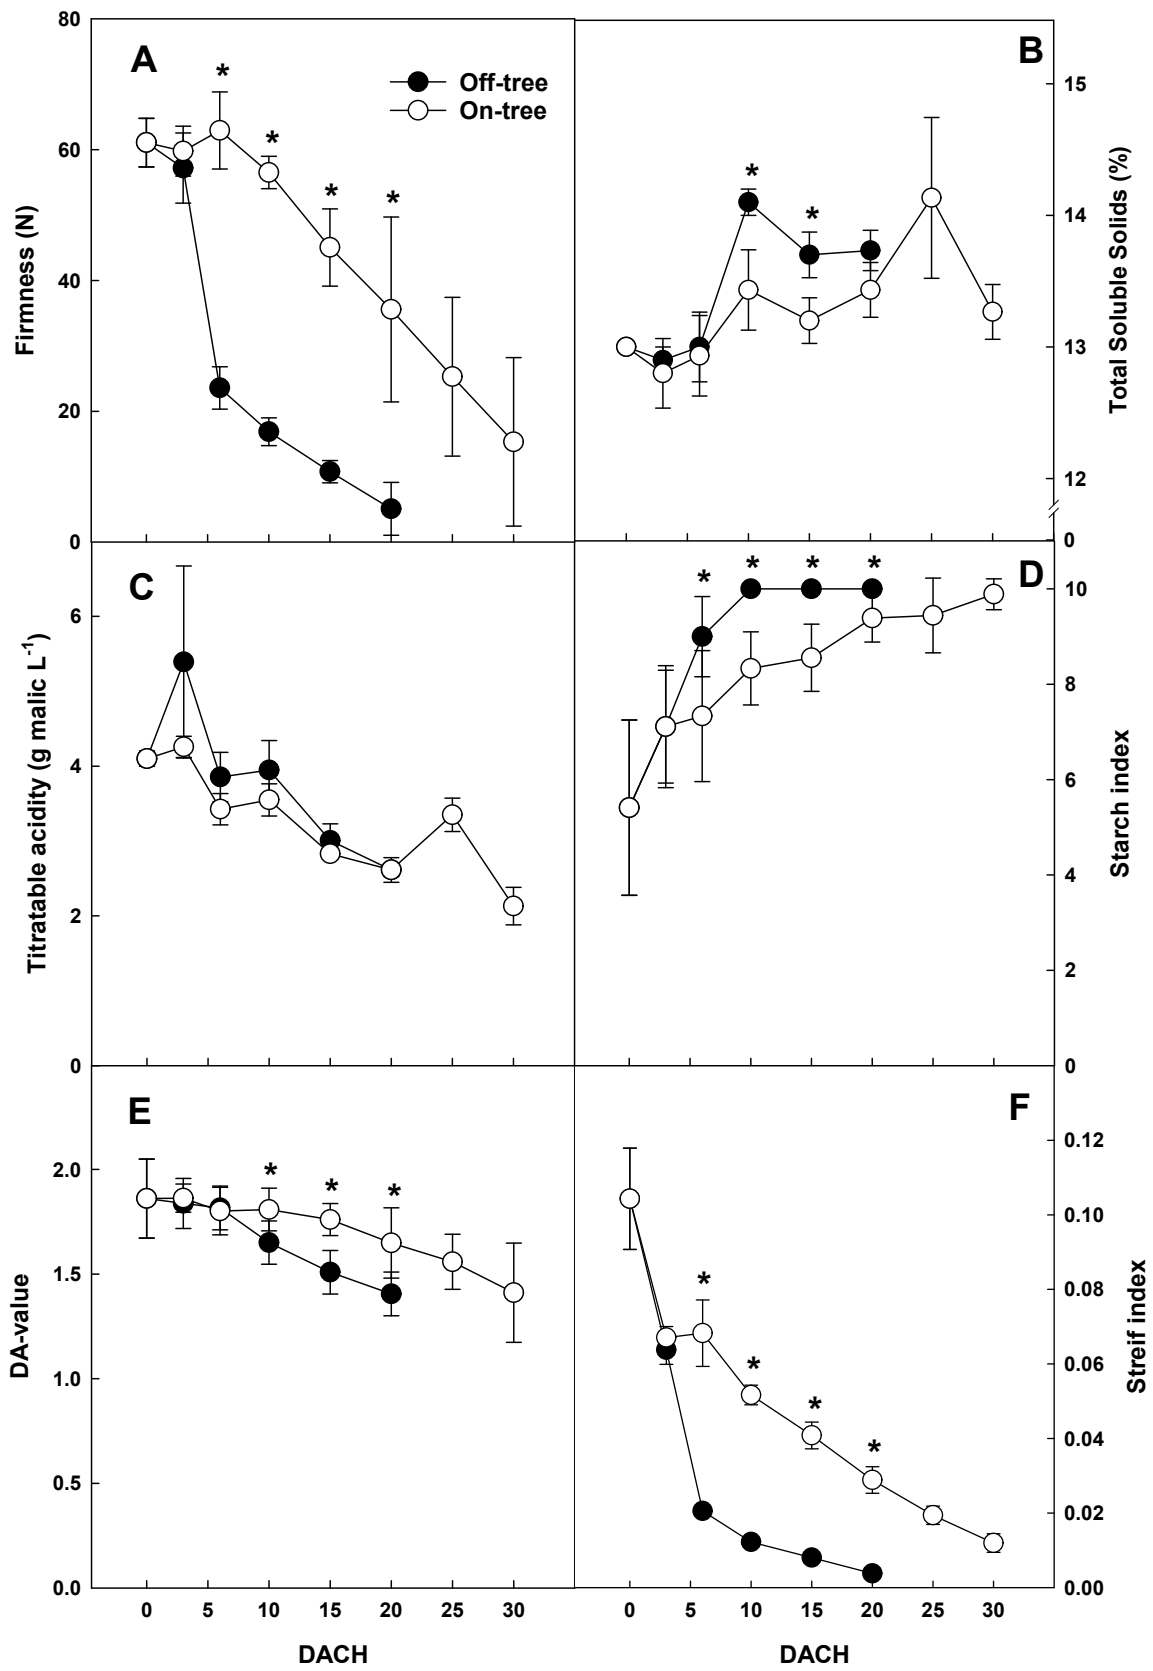 A
Off-tree
On-tree
* * * *
80
60
40
20
0
Firmness (N)
B
* *
15
14
13
12
0
Total Soluble Solids (%)
C
6
4
2
0
Titratable acidity (g malic L-1)
D
* * * *
10
8
6
4
2
0
Starch index
E
* * *
2.0
1.5
1.0
0.5
0.0
DA-value
0 5 10 15 20 25 30
DACH
F
* * * *
0.12
0.10
0.08
0.06
0.04
0.02
0.00
Streif index
0 5 10 15 20 25 30
DACH